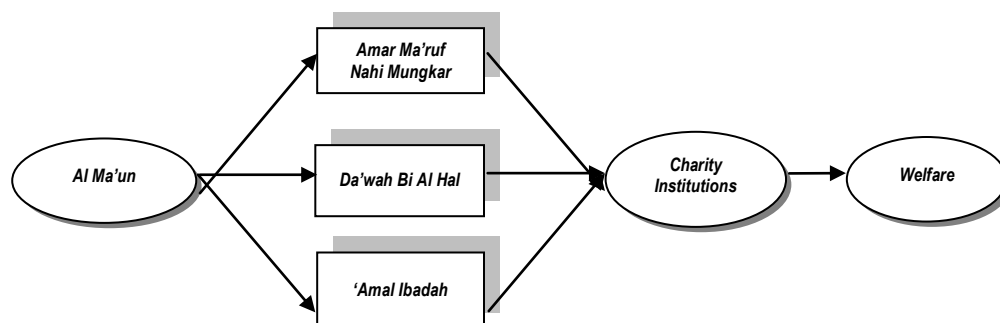 Amar Ma’ruf
Nahi Mungkar
Al Ma’un
Da’wah Bi Al Hal
Charity
Institutions
Welfare
‘Amal Ibadah